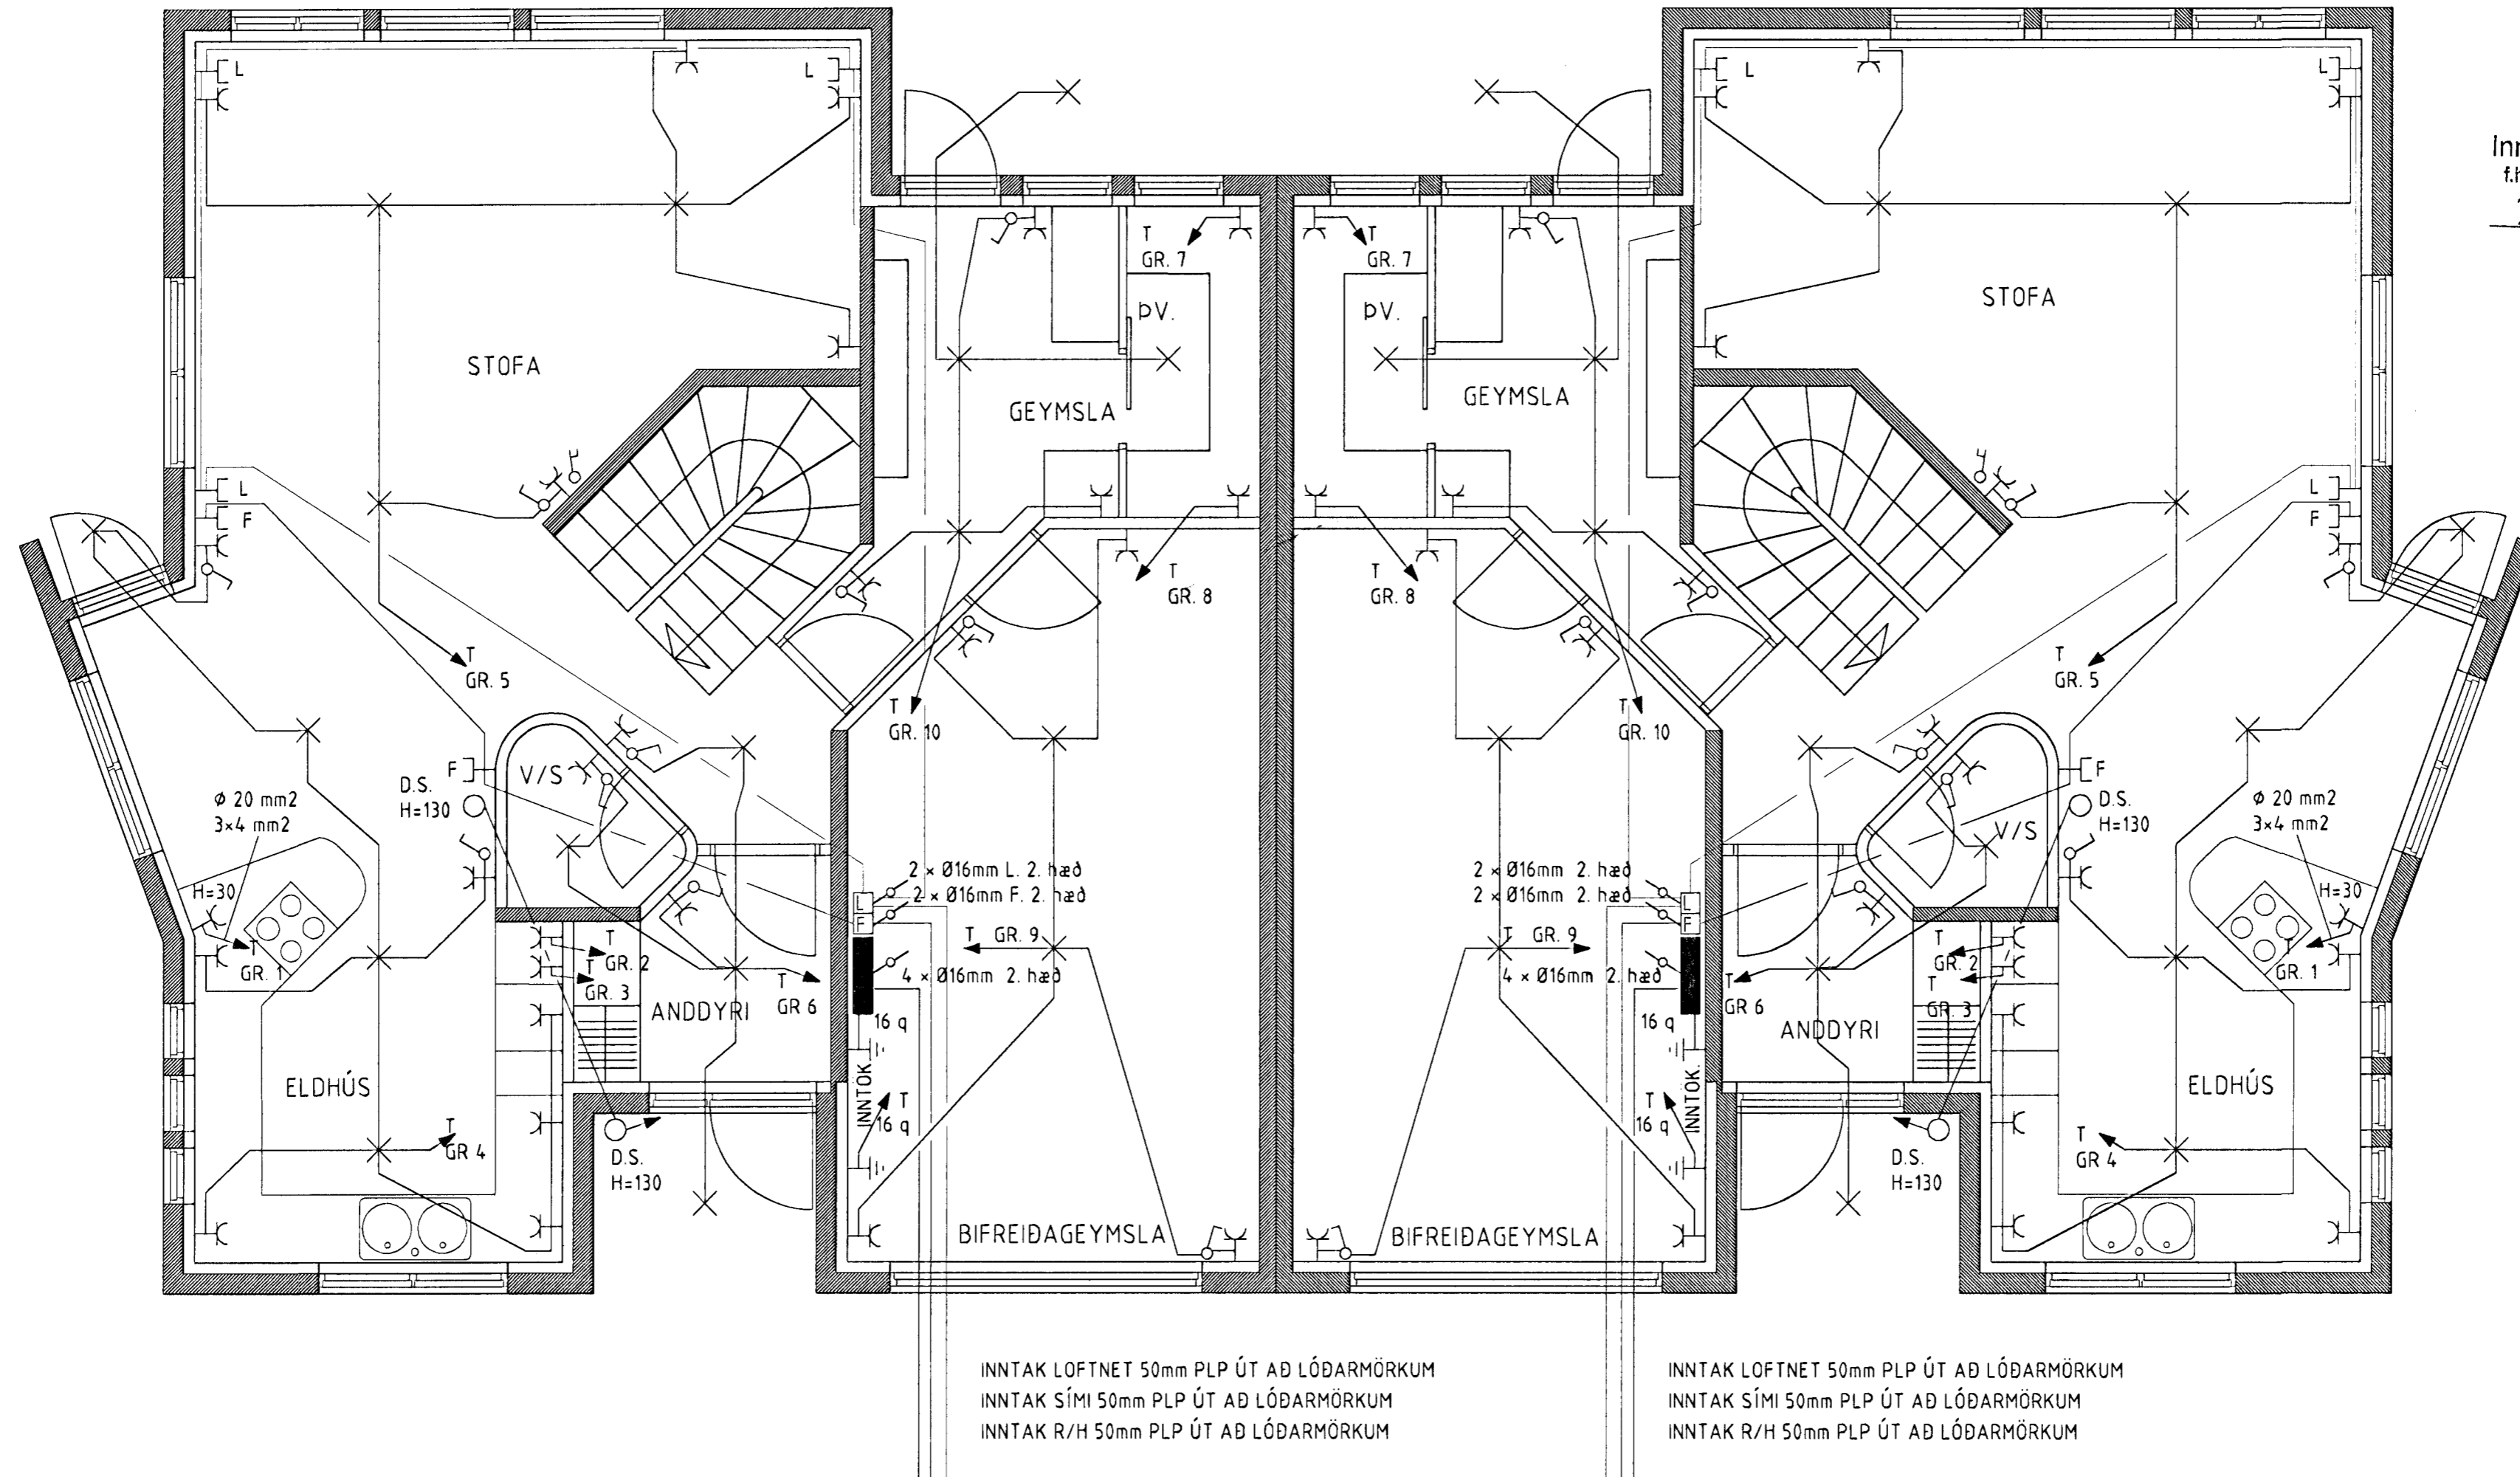 L
L
L
L
Inn
f.h
T
GR. 7
T
GR. 7
ÞV.
ÞV.
STOFA
STOFA
GEYMSLA
GEYMSLA
L
F
L
F
T
GR. 8
T
GR. 8
T
GR. 5
T
GR. 5
T
GR. 10
T
GR. 10
F
V/S
D.S.
H=130
F
V/S
D.S.
H=130
Φ 20 mm2
3×4 mm2
Φ 20 mm2
3×4 mm2
H=30
H=30
2 × Ø16mm L. 2. hæð
2 × Ø16mm F. 2. hæð
2 × Ø16mm 2. hæð
2 × Ø16mm 2. hæð
L
F
L
F
T
GR. 1
T
GR. 2
T
GR. 3
T GR. 9
T GR. 9
T
GR. 2
T
GR. 3
T
GR. 1
4 × Ø16mm 2. hæð
4 × Ø16mm 2. hæð
T
GR 6
T
GR 6
ANDDYRI
ANDDYRI
16 q
16 q
INNTÖK
INNTÖK.
ELDHÚS
ELDHÚS
T
16 q
T
16 q
T
GR 4
T
GR 4
D.S.
H=130
D.S.
H=130
BIFREIÐAGEYMSLA
BIFREIÐAGEYMSLA
INNTAK LOFTNET 50mm PLP ÚT AÐ LÓÐARMÖRKUM
INNTAK SÍMI 50mm PLP ÚT AÐ LÓÐARMÖRKUM
INNTAK R/H 50mm PLP ÚT AÐ LÓÐARMÖRKUM
INNTAK LOFTNET 50mm PLP ÚT AÐ LÓÐARMÖRKUM
INNTAK SÍMI 50mm PLP ÚT AÐ LÓÐARMÖRKUM
INNTAK R/H 50mm PLP ÚT AÐ LÓÐARMÖRKUM